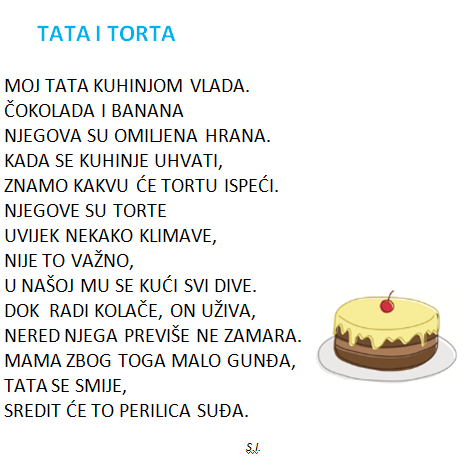 TATA I TORTA
MOJ TATA KUHINJOM VLADA.
ČOKOLADA I BANANA
NJEGOVA SU OMILJENA HRANA.
KADA SE KUHINJE UHVATI,
ZNAMO KAKVU ĆE TORTU ISPEĆI.
NJEGOVE SU TORTE
UVIJEK NEKAKO KLIMAVE,
NIJE TO VAŽNO,
U NAŠOJ MU SE KUĆI SVI DIVE.
DOK RADI KOLAČE, ON UŽIVA,
NERED NJEGA PREVIŠE NE ZAMARA.
MAMA ZBOG TOGA MALO GUNĐA,
TATA SE SMIJE,
SREDIT ĆE TO PERILICA SUĐA.
S.I.